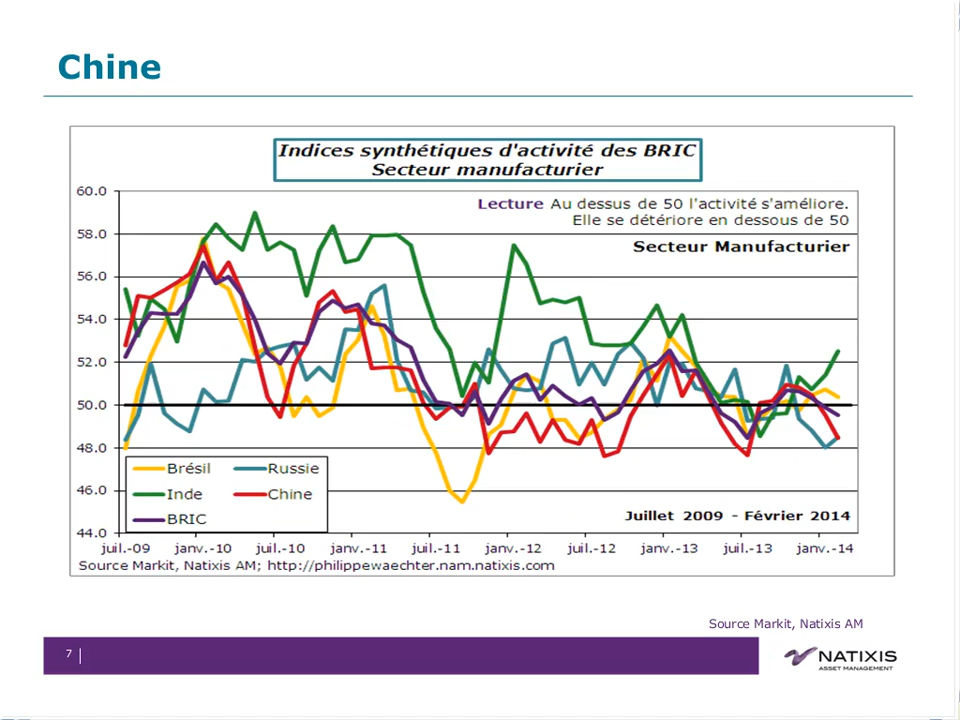 Chine
Indices synthétiques d'activité des BRIC
Secteur manufacturier
60.0
Lecture Au dessus de 50 l'activité s'améliore.
Elle se détériore en dessous de 50
58.0
Secteur Manufacturier
56.0
54.0
52.0
50.0
48.0
Brésil
Russie
46.0
Inde
Chine
BRIC
Juillet 2009 - Février 2014
44.0
juil.-09 janv.-10 juil.-10 janv.-11 juil.-11 janv.-12 juil.-12 janv.-13 juil.-13 janv.-14
Source Markit, Natixis AM; http://philippewaechter.nam.natixis.com
Source Markit, Natixis AM
7
NATIXIS
ASSET MANAGEMENT